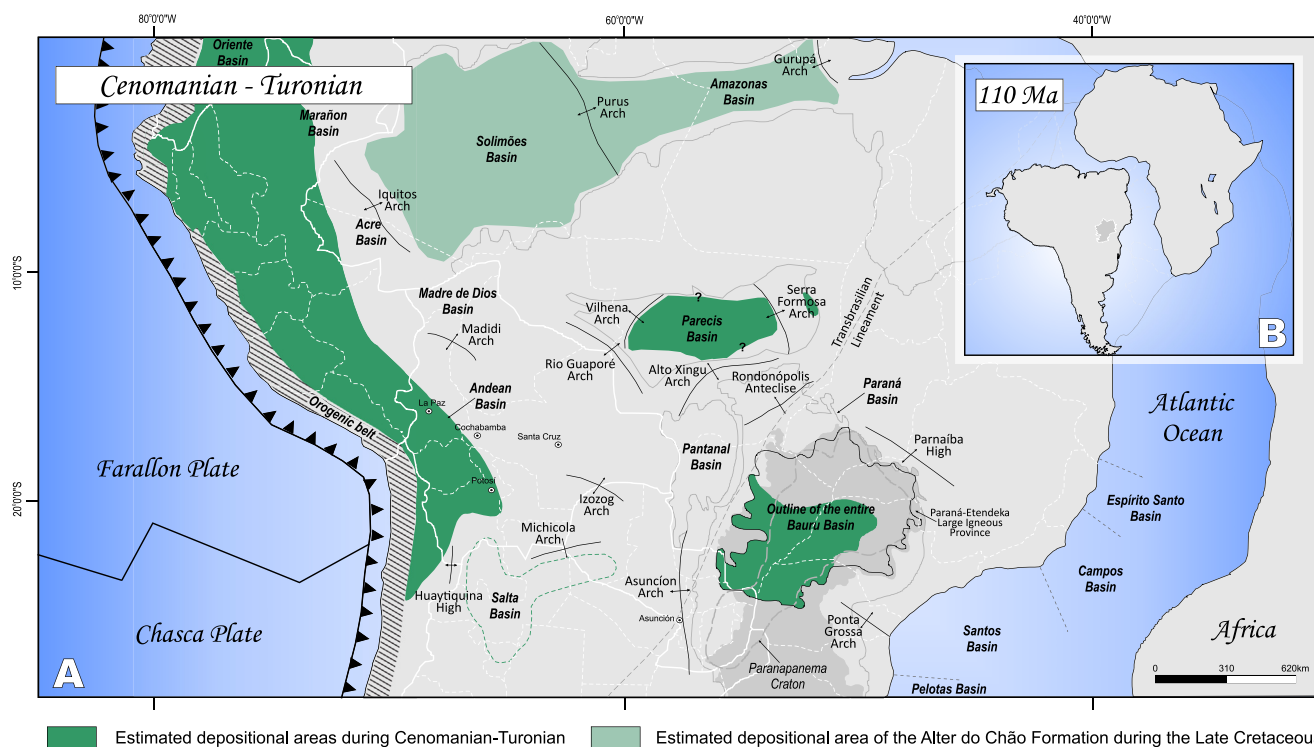 80°0'0"W
60°0'0"W
40°0'0"W
10°0'0"S
20°0'0"S
Cenomanian - Turonian
Oriente
Basin
Marañon
Basin
Iquitos
Arch
Acre
Basin
Solimões
Basin
Purus
Arch
Amazonas
Basin
Gurupá
Arch
110 Ma
B
Madre de Dios
Basin
Madidi
Arch
Vilhena
Arch
Parecis
Basin
?
?
Serra
Formosa
Arch
Transbrasilian
Lineament
Rio Guaporé
Arch
Alto Xingu
Arch
Rondonópolis
Anteclise
Andean
Basin
La Paz
Cochabamba
Santa Cruz
Potosí
Orogenic belt
Paraná
Basin
Pantanal
Basin
Parnaíba
High
Izozog
Arch
Michicola
Arch
Outline of the entire
Bauru Basin
Paraná-Etendeka
Large Igneous
Province
Huaytiquina
High
Salta
Basin
Asuncíon
Arch
Asunción
Paranapanema
Craton
Ponta
Grossa
Arch
Farallon Plate
Chasca Plate
Atlantic
Ocean
Espírito Santo
Basin
Campos
Basin
Santos
Basin
Pelotas Basin
Africa
0 310 620km
A
Estimated depositional areas during Cenomanian-Turonian
Estimated depositional area of the Alter do Chão Formation during the Late Cretaceou